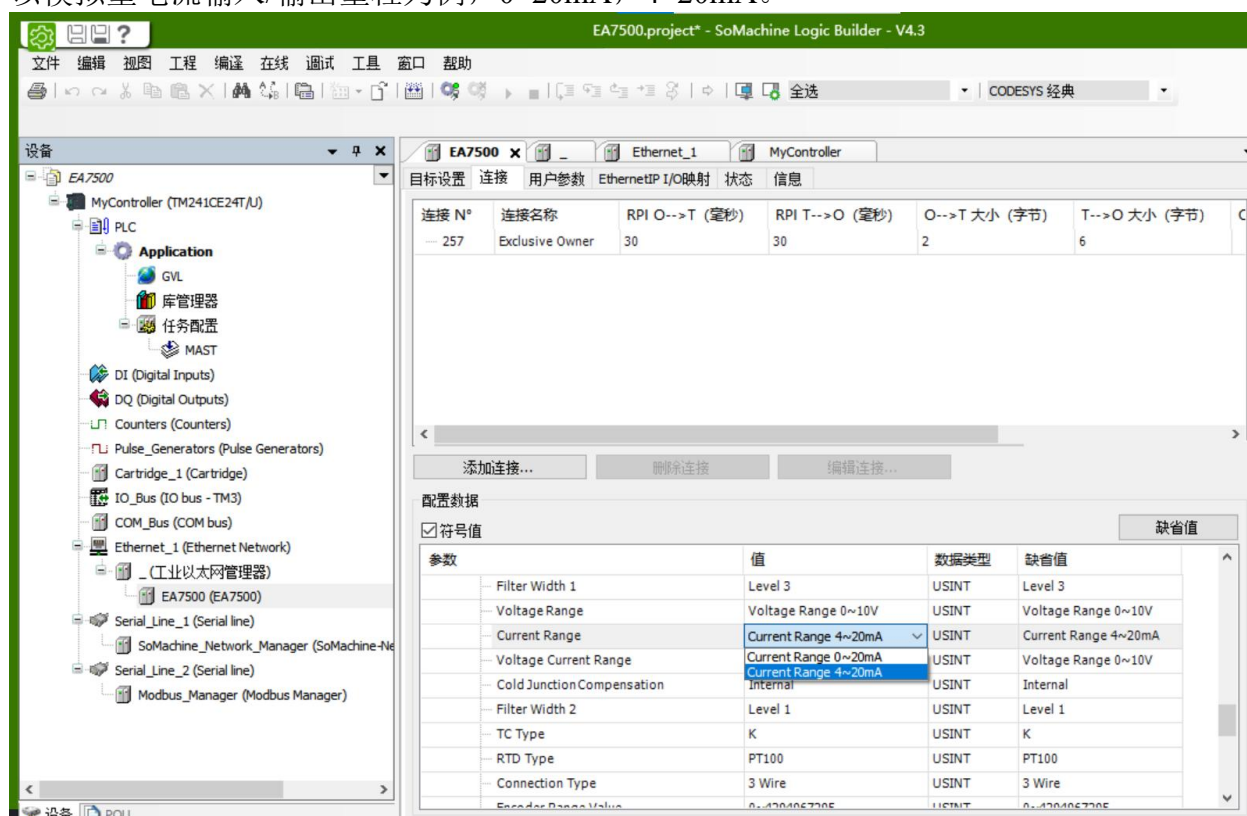 EA7500.project* - SoMachine Logic Builder - V4.3
文件 编辑 视图 工程 编译 在线 调试 工具 窗口 帮助
全选 CODESYS 经典
设备
EA7500
MyController (TM241CE24T/U)
PLC
Application
GVL
库管理器
任务配置
MAST
DI (Digital Inputs)
DQ (Digital Outputs)
Counters (Counters)
Pulse_Generators (Pulse Generators)
Cartridge_1 (Cartridge)
IO_Bus (IO bus - TM3)
COM_Bus (COM bus)
Ethernet_1 (Ethernet Network)
_ (工业以太网管理器)
EA7500 (EA7500)
Serial_Line_1 (Serial line)
SoMachine_Network_Manager (SoMachine-Ne
Serial_Line_2 (Serial line)
Modbus_Manager (Modbus Manager)
设备 POU
EA7500 _ Ethernet_1 MyController
目标设置 连接 用户参数 EthernetIP I/O映射 状态 信息
连接 N° 连接名称 RPI O-->T (毫秒) RPI T-->O (毫秒) O-->T 大小 (字节) T-->O 大小 (字节)
257 Exclusive Owner 30 30 2 6
添加连接... 删除连接 编辑连接...
配置数据
符号值 缺省值
参数 值 数据类型 缺省值
Filter Width 1 Level 3 USINT Level 3
Voltage Range Voltage Range 0~10V USINT Voltage Range 0~10V
Current Range Current Range 4~20mA USINT Current Range 4~20mA
Current Range 0~20mA
Current Range 4~20mA
Voltage Current Range USINT Voltage Range 0~10V
Cold Junction Compensation Internal USINT Internal
Filter Width 2 Level 1 USINT Level 1
TC Type K USINT K
RTD Type PT100 USINT PT100
Connection Type 3 Wire USINT 3 Wire
Encoder Range Value 0~4294967295 USINT 0~4294967295